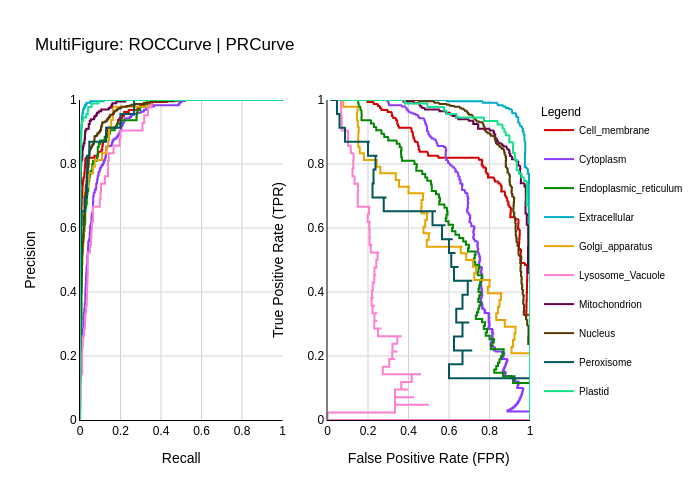 MultiFigure: ROCCurve | PRCurve
Precision
1
0.8
0.6
0.4
0.2
0
0 0.2 0.4 0.6 0.8 1
Recall
True Positive Rate (TPR)
1
0.8
0.6
0.4
0.2
0
0 0.2 0.4 0.6 0.8 1
False Positive Rate (FPR)
Legend
Cell_membrane
Cytoplasm
Endoplasmic_reticulum
Extracellular
Golgi_apparatus
Lysosome_Vacuole
Mitochondrion
Nucleus
Peroxisome
Plastid